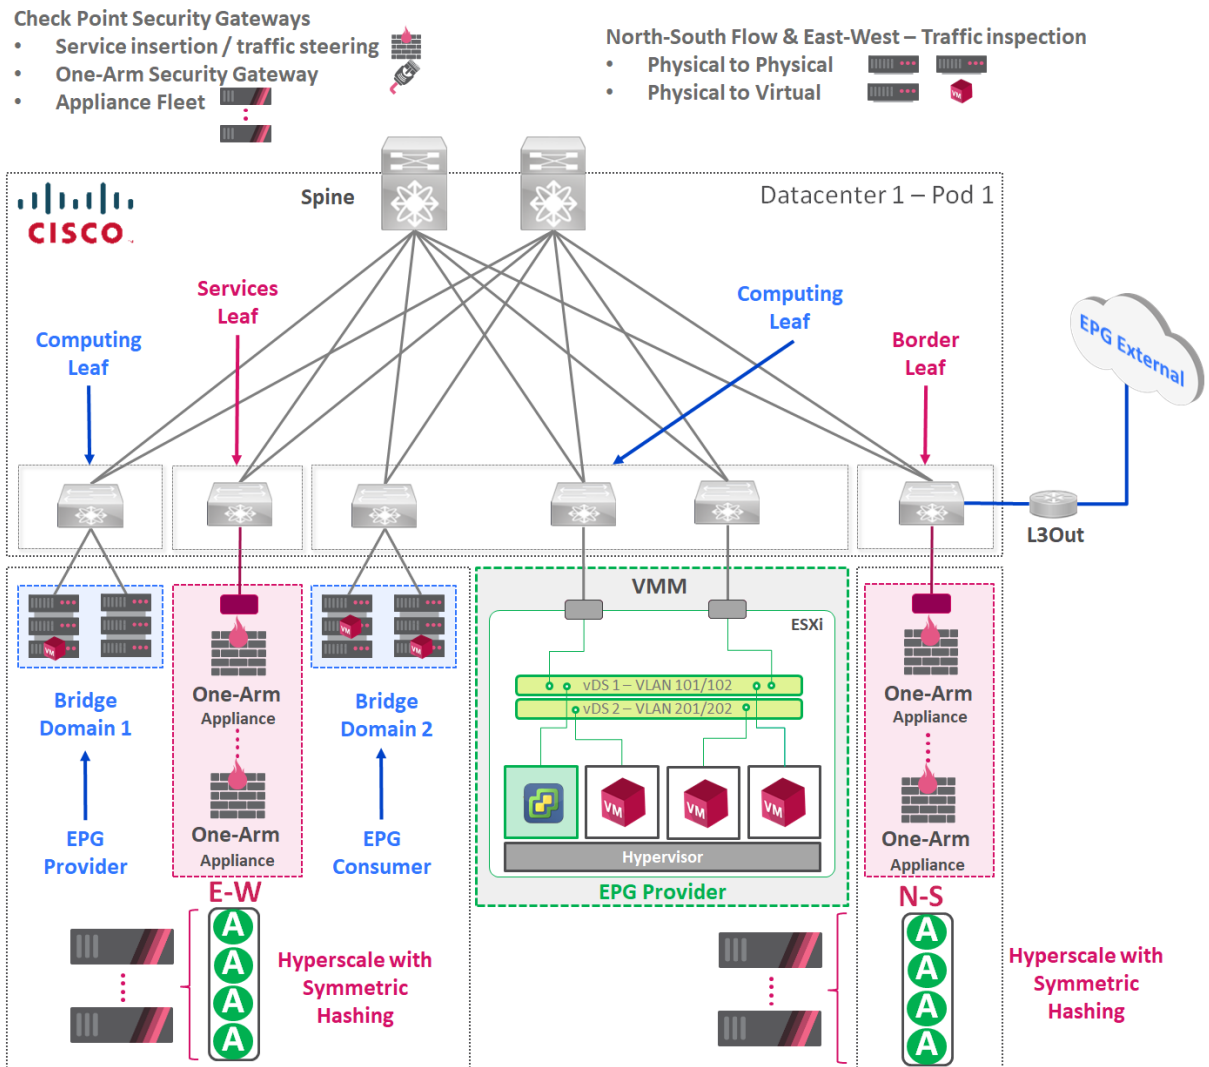 Check Point Security Gateways
• Service insertion / traffic steering
• One-Arm Security Gateway
• Appliance Fleet
North-South Flow & East-West – Traffic inspection
• Physical to Physical
• Physical to Virtual
VM
Spine
Datacenter 1 – Pod 1
CISCO
Services
Leaf
Computing
Leaf
Computing
Leaf
Border
Leaf
EPG External
L3Out
VM
VM
VM
One-Arm
Appliance
One-Arm
Appliance
E-W
Bridge
Domain 1
EPG
Provider
Bridge
Domain 2
EPG
Consumer
VMM
ESXi
vDS 1 – VLAN 101/102
vDS 2 – VLAN 201/202
VM
VM
VM
Hypervisor
EPG Provider
One-Arm
Appliance
One-Arm
Appliance
N-S
A
A
A
A
Hyperscale with
Symmetric
Hashing
A
A
A
A
Hyperscale with
Symmetric
Hashing